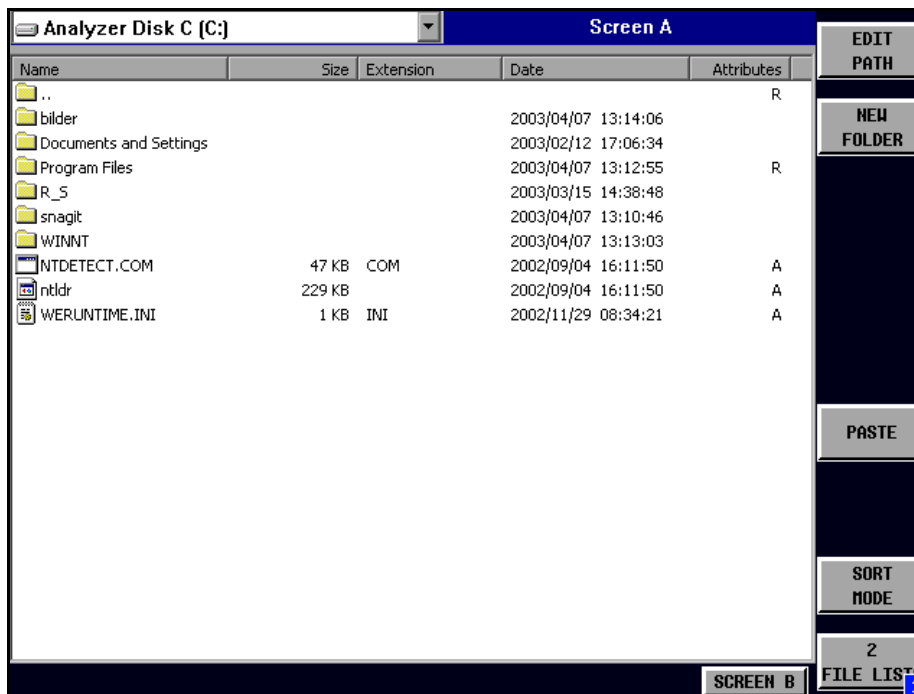 Analyzer Disk C (C:)
Screen A
Name Size Extension Date Attributes
.. R
bilder 2003/04/07 13:14:06
Documents and Settings 2003/02/12 17:06:34
Program Files 2003/04/07 13:12:55 R
R_S 2003/03/15 14:38:48
snagit 2003/04/07 13:10:46
WINNT 2003/04/07 13:13:03
NTDETECT.COM 47 KB COM 2002/09/04 16:11:50 A
ntldr 229 KB 2002/09/04 16:11:50 A
WERUNTIME.INI 1 KB INI 2002/11/29 08:34:21 A
SCREEN B
EDIT
PATH
NEW
FOLDER
PASTE
SORT
MODE
2
FILE LIST